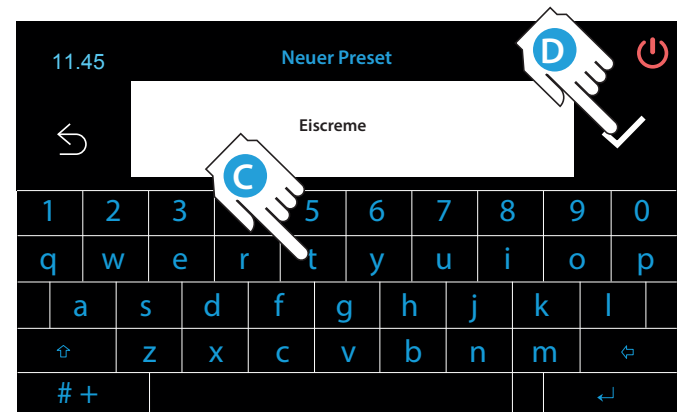 11.45 Neuer Preset D
Eiscreme
C
1 2 3 5 6 7 8 9 0
q w e r t y u i o p
a s d f g h j k l
z x c v b n m
# +